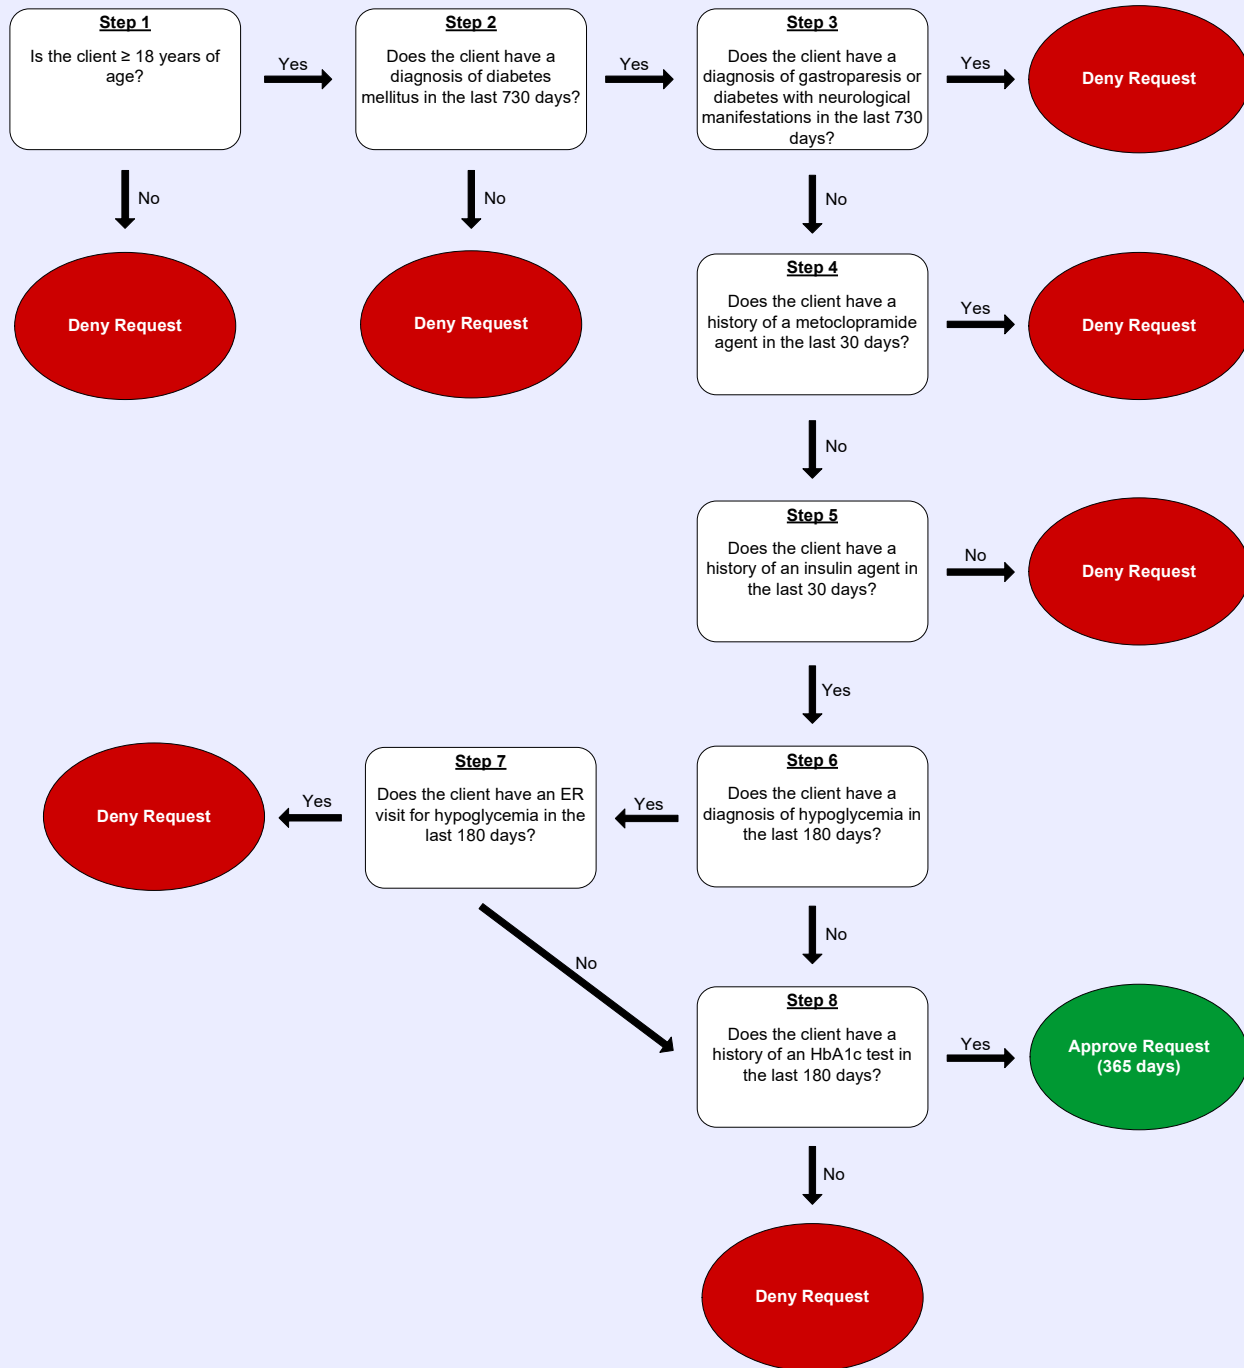 Step 1
Is the client ≥ 18 years of
age?
Yes
No
Deny Request
Step 2
Does the client have a
diagnosis of diabetes
mellitus in the last 730 days?
Yes
No
Deny Request
Step 3
Does the client have a
diagnosis of gastroparesis or
diabetes with neurological
manifestations in the last 730
days?
Yes
Deny Request
No
Step 4
Does the client have a
history of a metoclopramide
agent in the last 30 days?
Yes
Deny Request
No
Step 5
Does the client have a
history of an insulin agent in
the last 30 days?
No
Deny Request
Yes
Step 6
Does the client have a
diagnosis of hypoglycemia in
the last 180 days?
Yes
No
Step 7
Does the client have an ER
visit for hypoglycemia in the
last 180 days?
Yes
Deny Request
No
Step 8
Does the client have a
history of an HbA1c test in
the last 180 days?
Yes
Approve Request
(365 days)
No
Deny Request